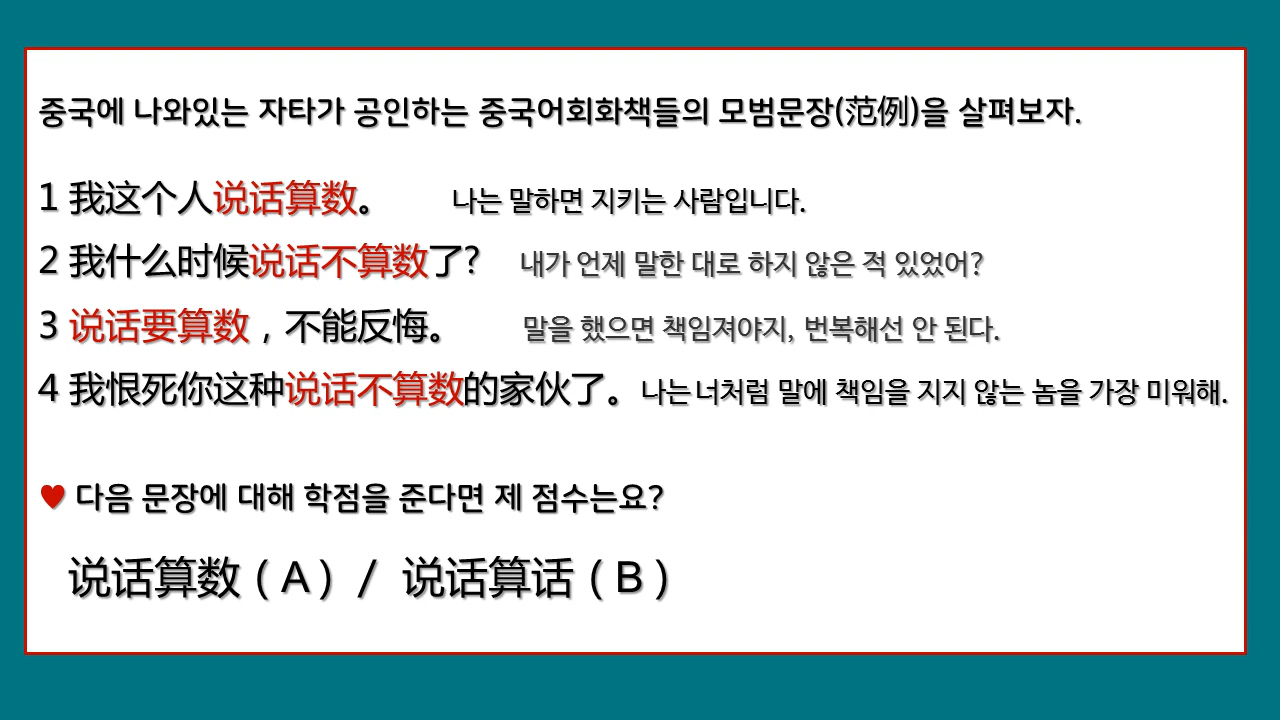 중국에 나와있는 자타가 공인하는 중국어회화책들의 모범문장(范例)을 살펴보자.
1 我这个人说话算数。 나는 말하면 지키는 사람입니다.
2 我什么时候说话不算数了? 내가 언제 말한 대로 하지 않은 적 있었어?
3 说话要算数，不能反悔。 말을 했으면 책임져야지, 번복해선 안 된다.
4 我恨死你这种说话不算数的家伙了。 나는 너처럼 말에 책임을 지지 않는 놈을 가장 미워해.
♥ 다음 문장에 대해 학점을 준다면 제 점수는요?
说话算数（A）/ 说话算话（B）